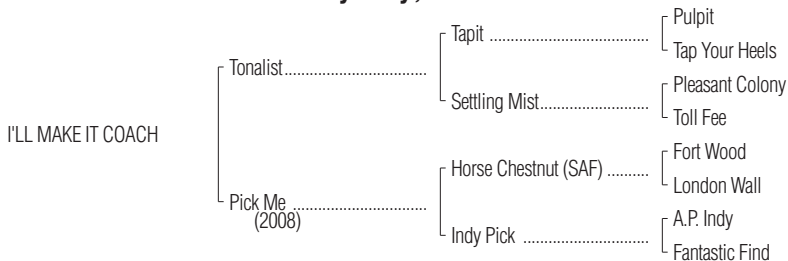 Pulpit
Tapit ......................................
Tap Your Heels
Tonalist..................................
Pleasant Colony
Settling Mist..........................
Toll Fee
I'LL MAKE IT COACH
Fort Wood
Horse Chestnut (SAF) ..........
London Wall
Pick Me ................................
(2008)
A.P. Indy
Indy Pick ..............................
Fantastic Find